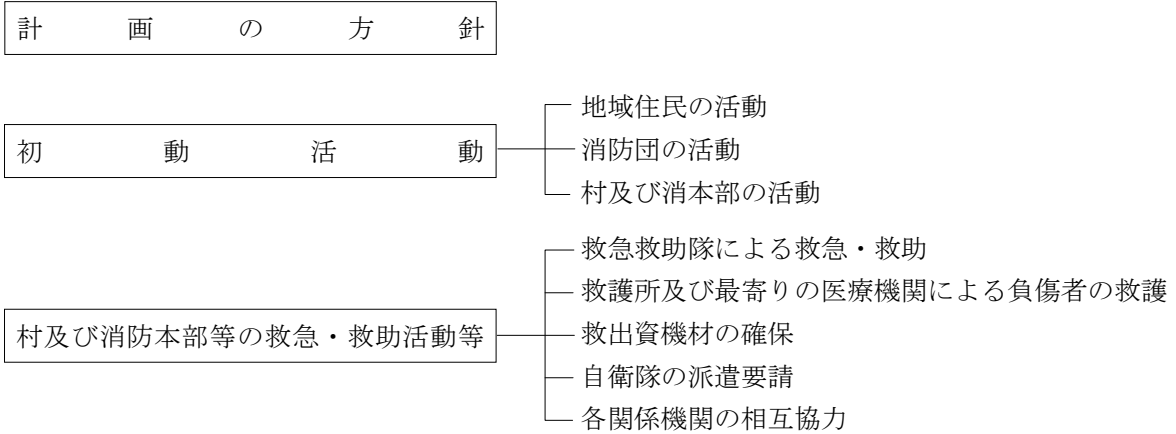 計画の方針
初動活動
地域住民の活動
消防団の活動
村及び消本部の活動
村及び消防本部等の救急・救助活動等
救急救助隊による救急・救助
救護所及び最寄りの医療機関による負傷者の救護
救出資機材の確保
自衛隊の派遣要請
各関係機関の相互協力